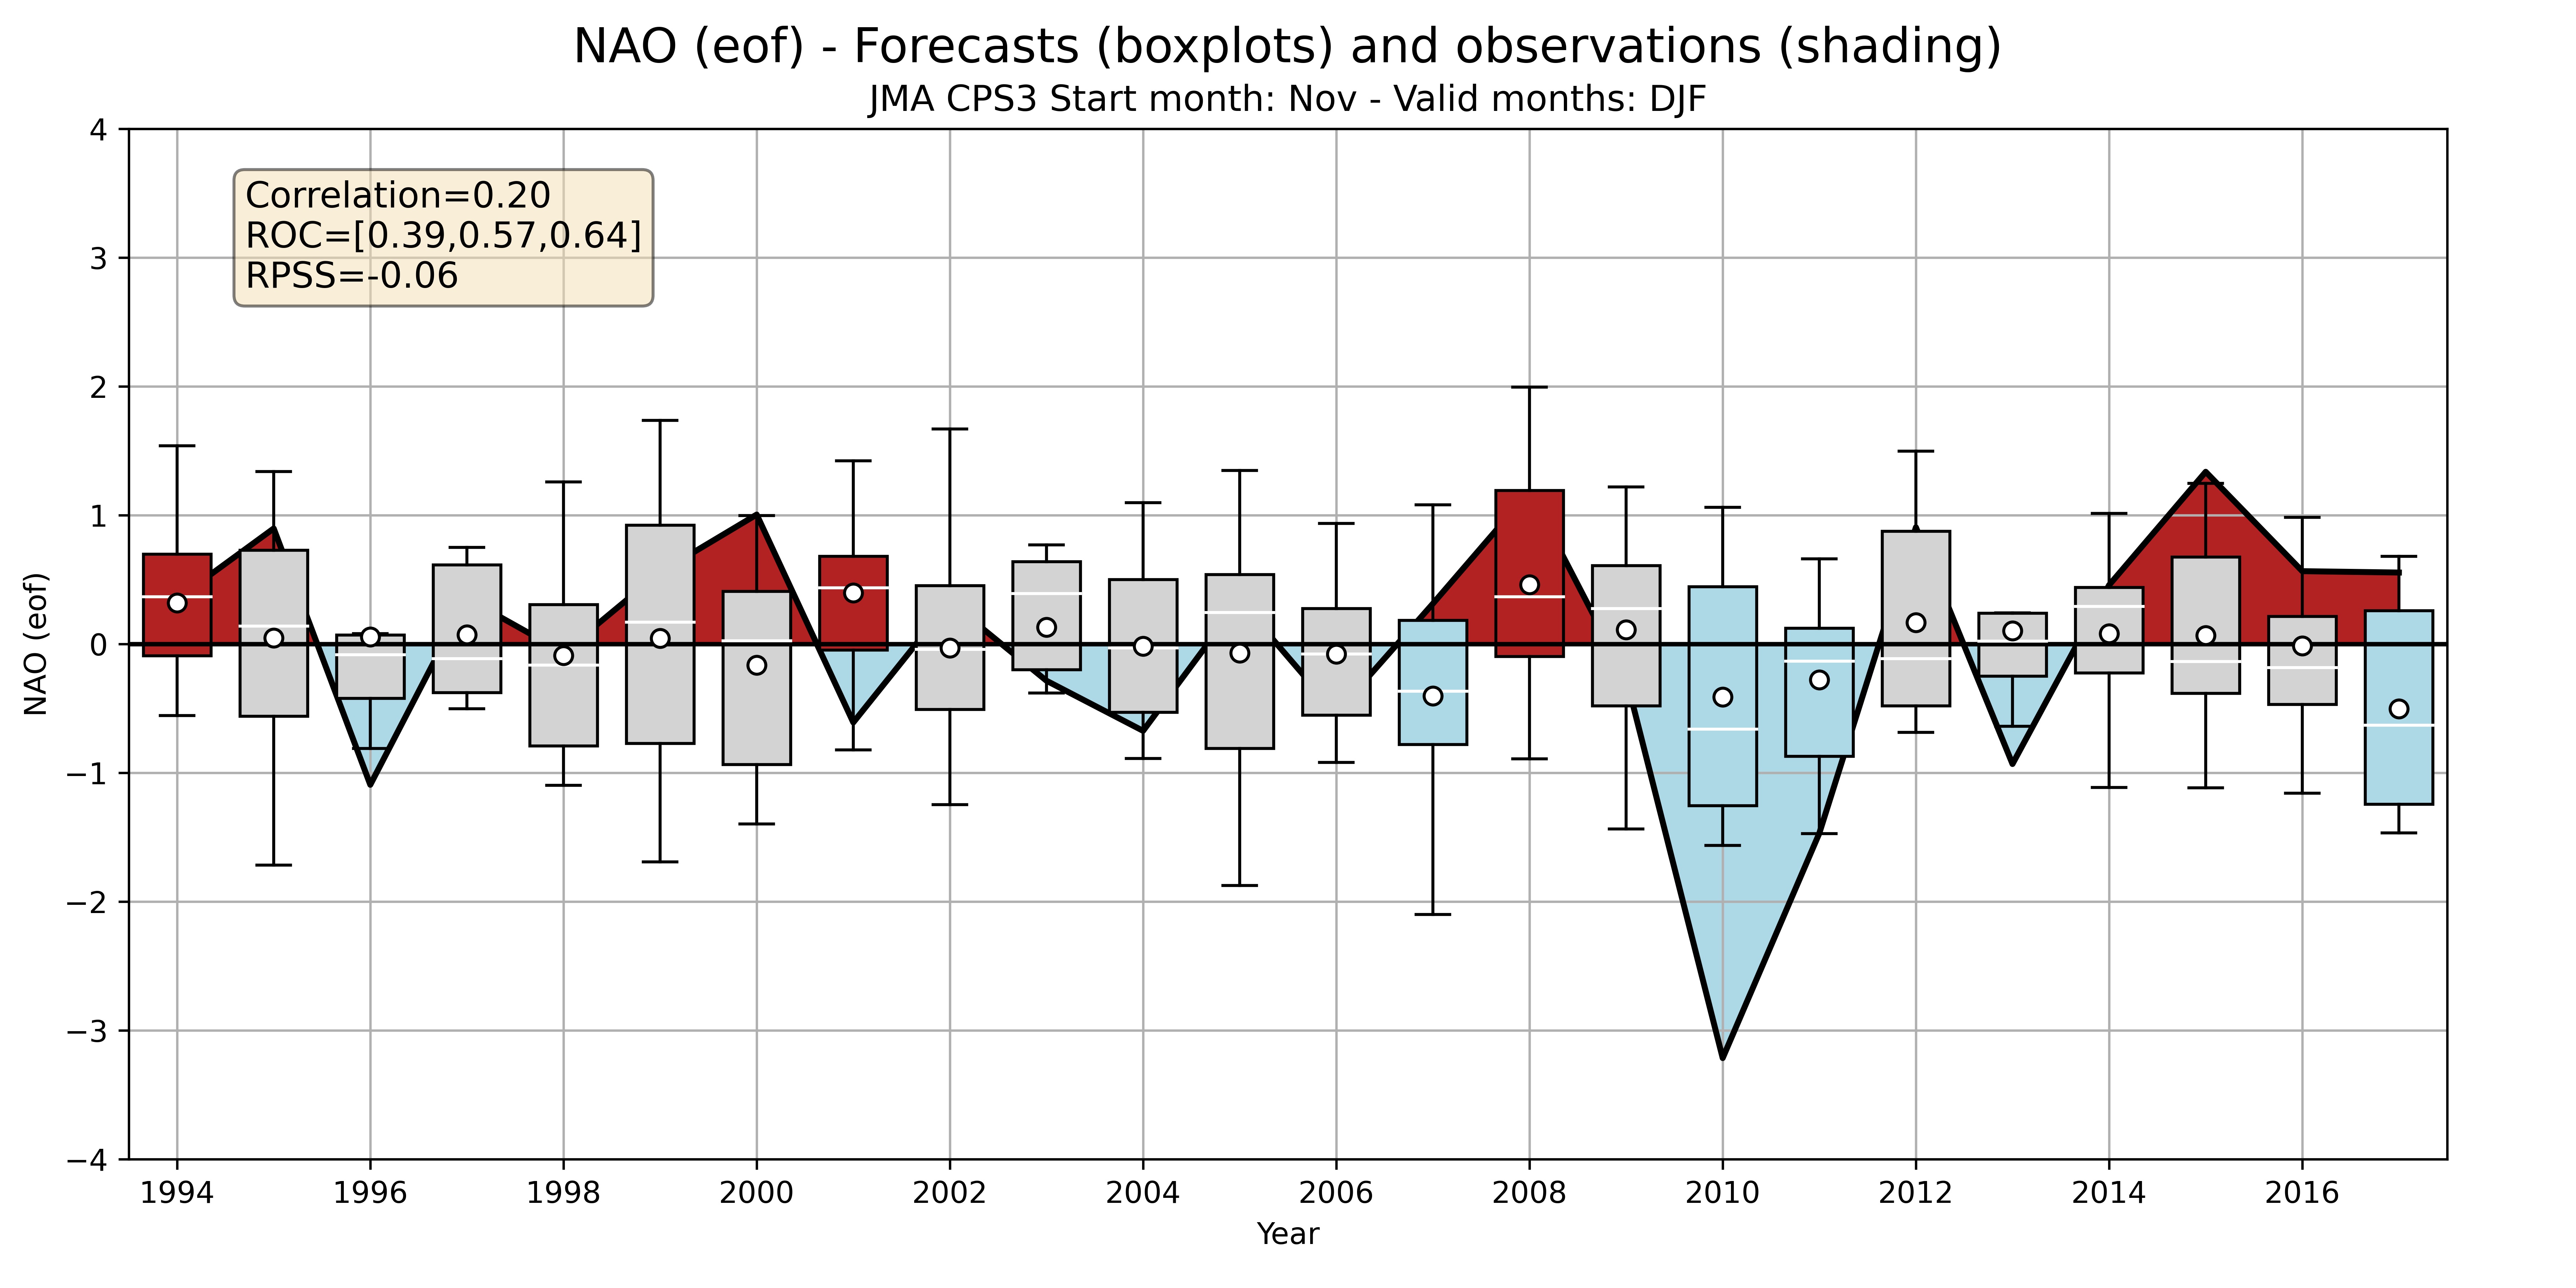 NAO (eof) - Forecasts (boxplots) and observations (shading)
JMA CPS3 Start month: Nov - Valid months: DJF
Correlation=0.20
ROC=[0.39,0.57,0.64]
RPSS=-0.06
NAO (eof)
4
3
2
1
0
−1
−2
−3
−4
1994 1996 1998 2000 2002 2004 2006 2008 2010 2012 2014 2016
Year